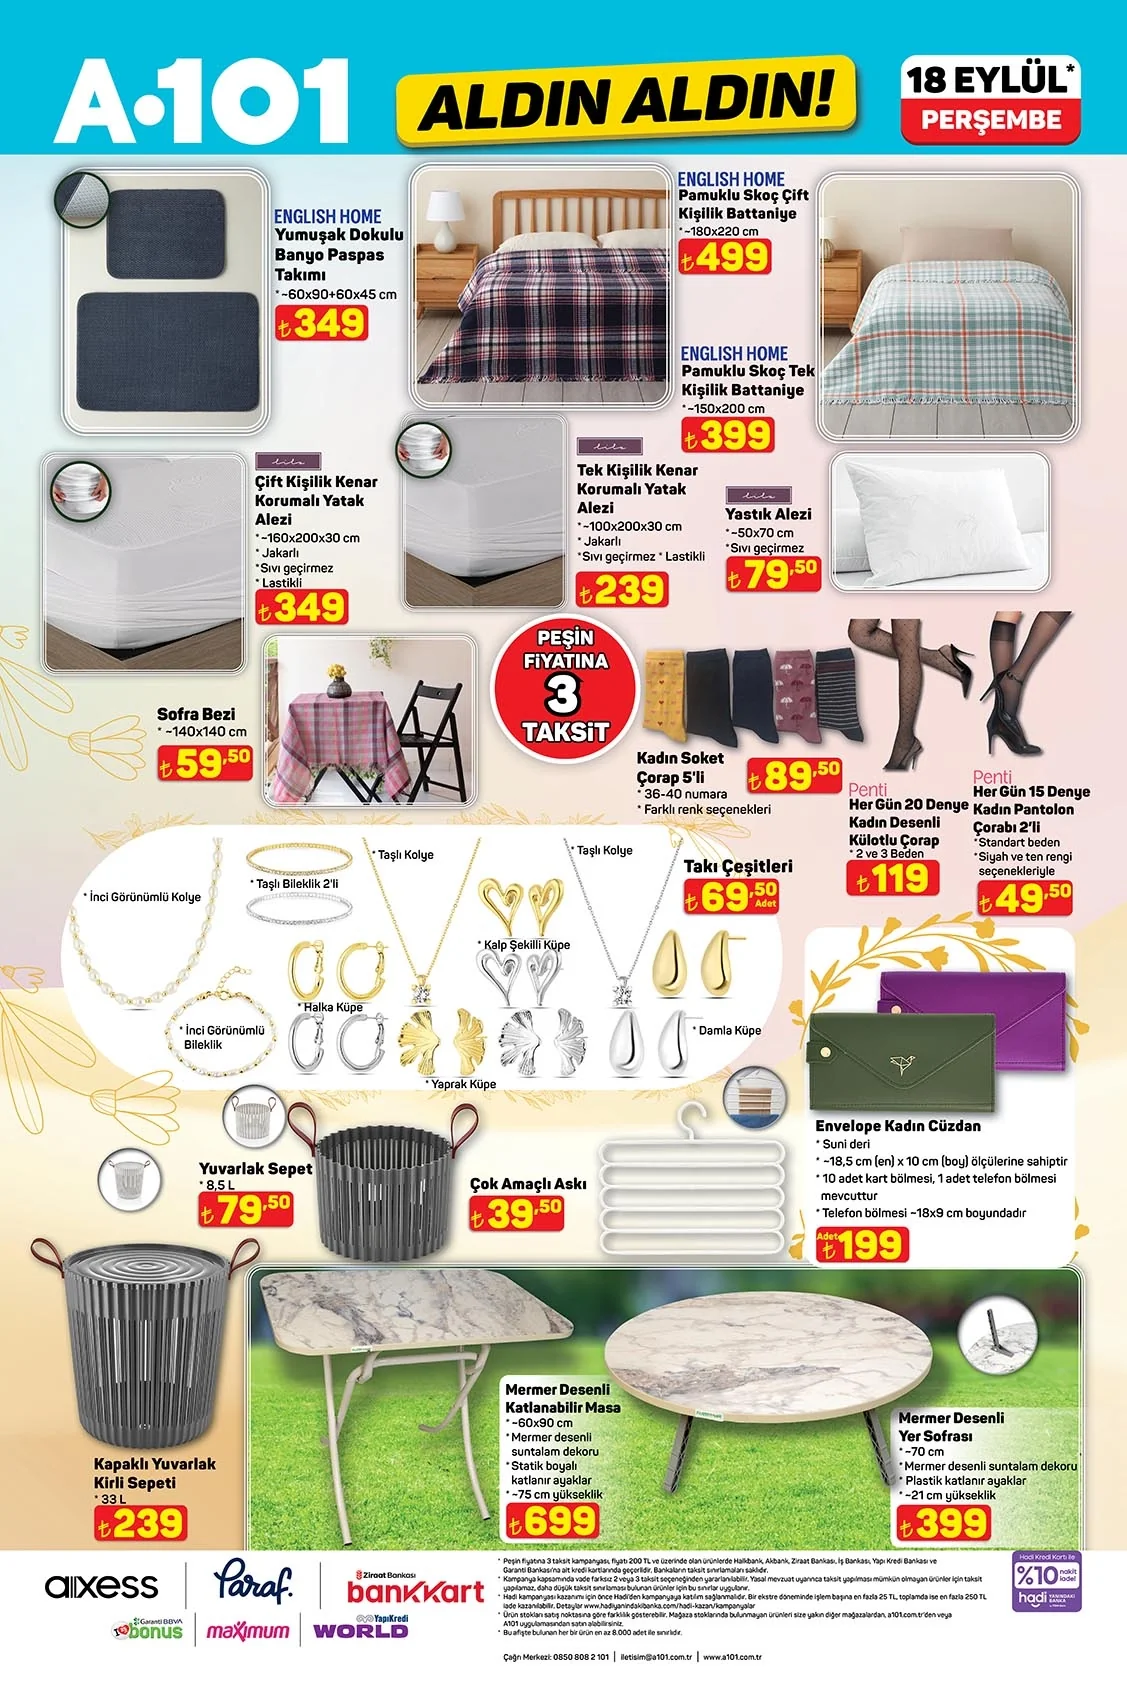 A•101
ALDIN ALDIN!
18 EYLÜL*
PERŞEMBE
ENGLISH HOME
Yumuşak Dokulu
Banyo Paspas
Takımı
* ~60x90+60x45 cm
₺349
ENGLISH HOME
Pamuklu Skoç Çift
Kişilik Battaniye
* ~180x220 cm
₺499
ENGLISH HOME
Pamuklu Skoç Tek
Kişilik Battaniye
* ~150x200 cm
₺399
lila
Çift Kişilik Kenar
Korumalı Yatak
Alezi
* ~160x200x30 cm
* Jakarlı
* Sıvı geçirmez
* Lastikli
₺349
lila
Tek Kişilik Kenar
Korumalı Yatak
Alezi
* ~100x200x30 cm
* Jakarlı
*Sıvı geçirmez * Lastikli
₺239
lila
Yastık Alezi
* ~50x70 cm
*Sıvı geçirmez
₺79,50
Sofra Bezi
* ~140x140 cm
₺59,50
PEŞİN
FİYATINA
3
TAKSİT
Kadın Soket
Çorap 5'li
* 36-40 numara
* Farklı renk seçenekleri
₺89,50
Penti
Her Gün 20 Denye
Kadın Desenli
Külotlu Çorap
* 2 ve 3 Beden
₺119
Penti
Her Gün 15 Denye
Kadın Pantolon
Çorabı 2'li
*Standart beden
*Siyah ve ten rengi
seçenekleriyle
₺49,50
Takı Çeşitleri
₺69,50
Adet
* İnci Görünümlü Kolye
* Taşlı Bileklik 2'li
* Taşlı Kolye
* Kalp Şekilli Küpe
* Taşlı Kolye
* Halka Küpe
* İnci Görünümlü
Bileklik
* Yaprak Küpe
* Damla Küpe
Envelope Kadın Cüzdan
* Suni deri
* ~18,5 cm (en) x 10 cm (boy) ölçülerine sahiptir
* 10 adet kart bölmesi, 1 adet telefon bölmesi
mevcuttur
* Telefon bölmesi ~18x9 cm boyundadır
Adet
₺199
Yuvarlak Sepet
* 8,5 L
₺79,50
Çok Amaçlı Askı
₺39,50
Kapaklı Yuvarlak
Kirli Sepeti
* 33 L
₺239
Mermer Desenli
Katlanabilir Masa
* ~60x90 cm
* Mermer desenli
suntalam dekoru
* Statik boyalı
katlanır ayaklar
* ~75 cm yükseklik
₺699
Mermer Desenli
Yer Sofrası
* ~70 cm
* Mermer desenli suntalam dekoru
* Plastik katlanır ayaklar
* ~21 cm yükseklik
₺399
axess
Paraf.
Ziraat Bankası
bankkart
Garanti BBVA
bonus
maximum
YapıKredi
WORLD
* Peşin fiyatına 3 taksit kampanyası, fiyatı 200 TL ve üzerinde olan ürünlerde Halkbank, Akbank, Ziraat Bankası, İş Bankası, Yapı Kredi Bankası ve
Garanti Bankası'na ait kredi kartlarında geçerlidir. Bankaların taksit sınırlamaları saklıdır.
* Kampanya kapsamında vade farksız 2 veya 3 taksit seçeneğinden yararlanılabilir. Yasal mevzuat uyarınca taksit yapılması mümkün olmayan ürünler için taksit
yapılamaz, daha düşük taksit sınırlaması bulunan ürünler için bu sınırlar uygulanır.
* Hadi kampanyası kazanımı için önce Hadi'den kampanyaya katılım sağlanmalıdır. Bir ekstre döneminde işlem başına en fazla 25 TL, toplamda ise en fazla 250 TL
iade kazanılabilir. Detaylar www.hadiyanindakibanka.com/hadi-kazan/kampanyalar
* Ürün stokları satış noktasına göre farklılık gösterebilir. Mağaza stoklarında bulunmayan ürünleri size yakın diğer mağazalardan, a101.com.tr'den veya
A101 uygulamasından satın alabilirsiniz.
* Bu afişte bulunan her bir ürün en az 8.000 adet ile sınırlıdır.
Çağrı Merkezi: 0850 808 2 101 | iletisim@a101.com.tr | www.a101.com.tr
Hadi Kredi Kartı ile
%10 nakit iade!
hadi YANINDAKİ BANKA